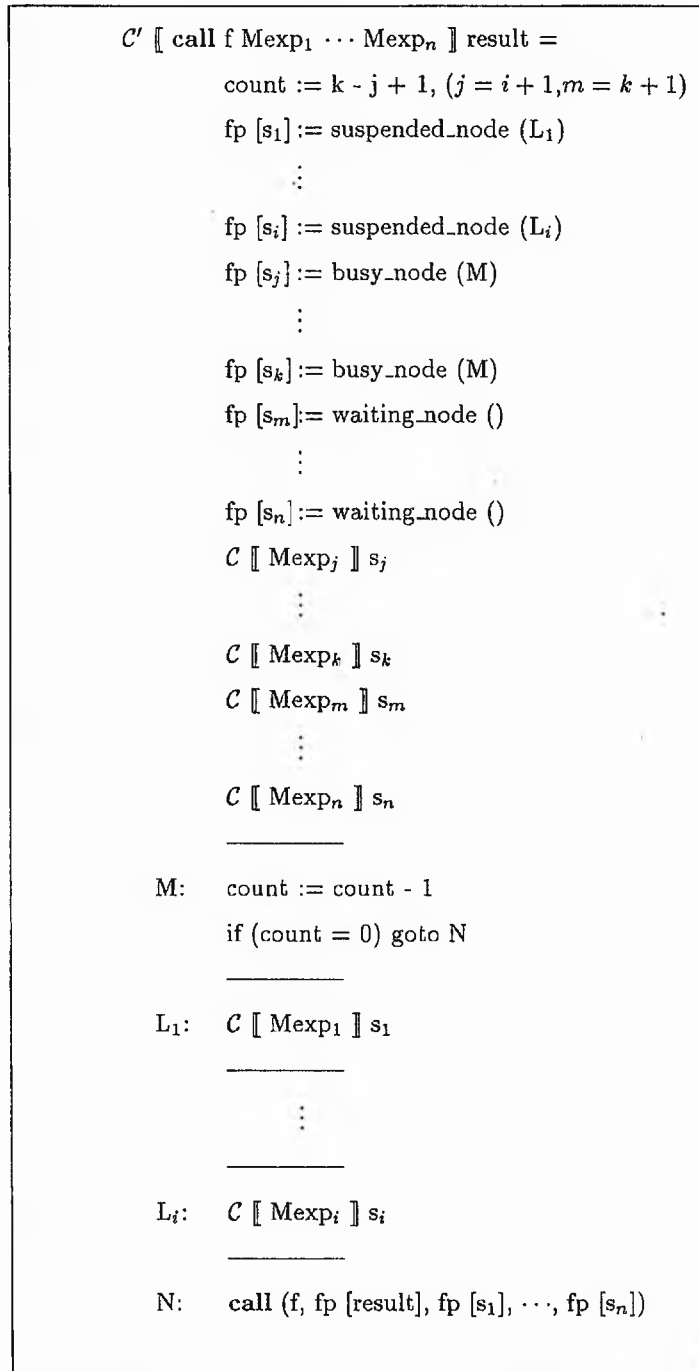 C′ ⟦ call f Mexp₁ ⋯ Mexpₙ ⟧ result =
count := k - j + 1, (j = i + 1,m = k + 1)
fp [s₁] := suspended_node (L₁)
⋮
fp [sᵢ] := suspended_node (Lᵢ)
fp [sⱼ] := busy_node (M)
⋮
fp [sₖ] := busy_node (M)
fp [sₘ]:= waiting_node ()
⋮
fp [sₙ] := waiting_node ()
C ⟦ Mexpⱼ ⟧ sⱼ
⋮
C ⟦ Mexpₖ ⟧ sₖ
C ⟦ Mexpₘ ⟧ sₘ
⋮
C ⟦ Mexpₙ ⟧ sₙ
M: count := count - 1
if (count = 0) goto N
L₁: C ⟦ Mexp₁ ⟧ s₁
⋮
Lᵢ: C ⟦ Mexpᵢ ⟧ sᵢ
N: call (f, fp [result], fp [s₁], ⋯, fp [sₙ])